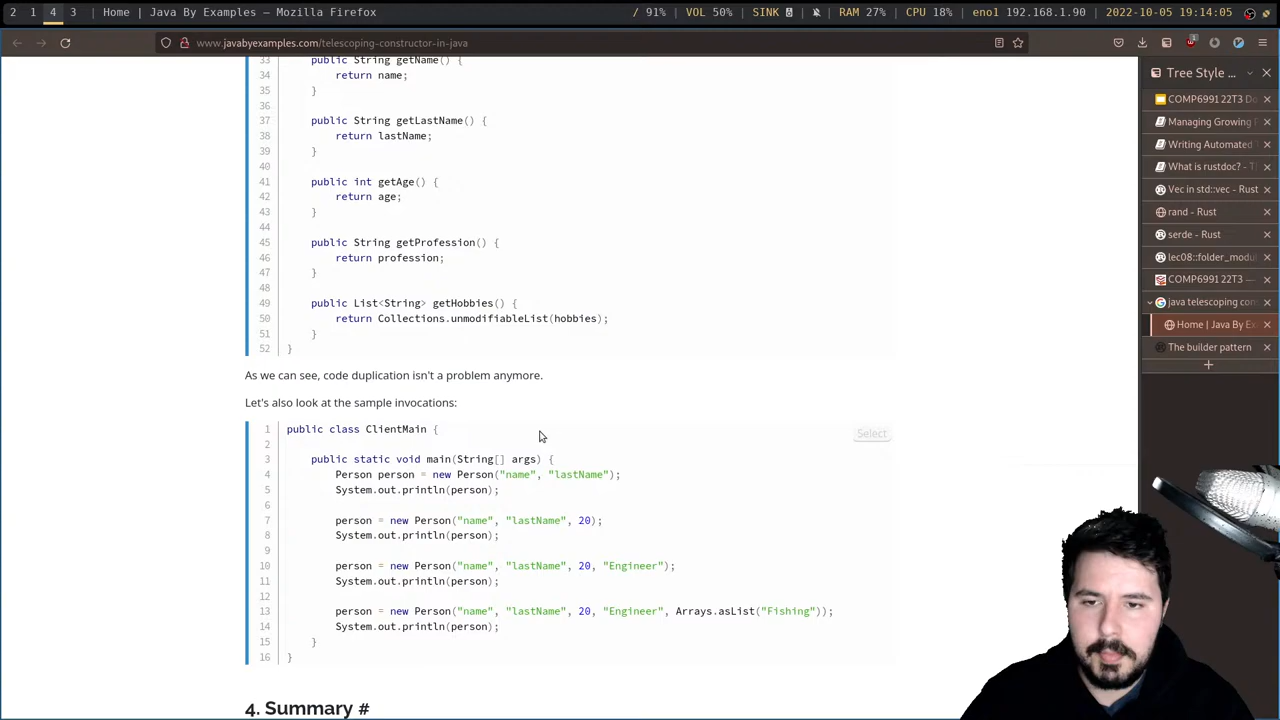 2 1 4 3 Home | Java By Examples — Mozilla Firefox / 91% VOL 50% SINK RAM 27% CPU 18% eno1 192.168.1.90 2022-10-05 19:14:05
www.javabyexamples.com/telescoping-constructor-in-java
Tree Style ...
COMP6991 22T3 Do
Managing Growing P
Writing Automated T
What is rustdoc? - Th
Vec in std::vec - Rust
rand - Rust
serde - Rust
lec08::folder_modu
COMP6991 22T3 —
java telescoping cons
Home | Java By Ex
The builder pattern
33 public String getName() {
34 return name;
35 }
36
37 public String getLastName() {
38 return lastName;
39 }
40
41 public int getAge() {
42 return age;
43 }
44
45 public String getProfession() {
46 return profession;
47 }
48
49 public List<String> getHobbies() {
50 return Collections.unmodifiableList(hobbies);
51 }
52 }
As we can see, code duplication isn't a problem anymore.
Let's also look at the sample invocations:
Select
1 public class ClientMain {
2
3 public static void main(String[] args) {
4 Person person = new Person("name", "lastName");
5 System.out.println(person);
6
7 person = new Person("name", "lastName", 20);
8 System.out.println(person);
9
10 person = new Person("name", "lastName", 20, "Engineer");
11 System.out.println(person);
12
13 person = new Person("name", "lastName", 20, "Engineer", Arrays.asList("Fishing"));
14 System.out.println(person);
15 }
16 }
4. Summary #